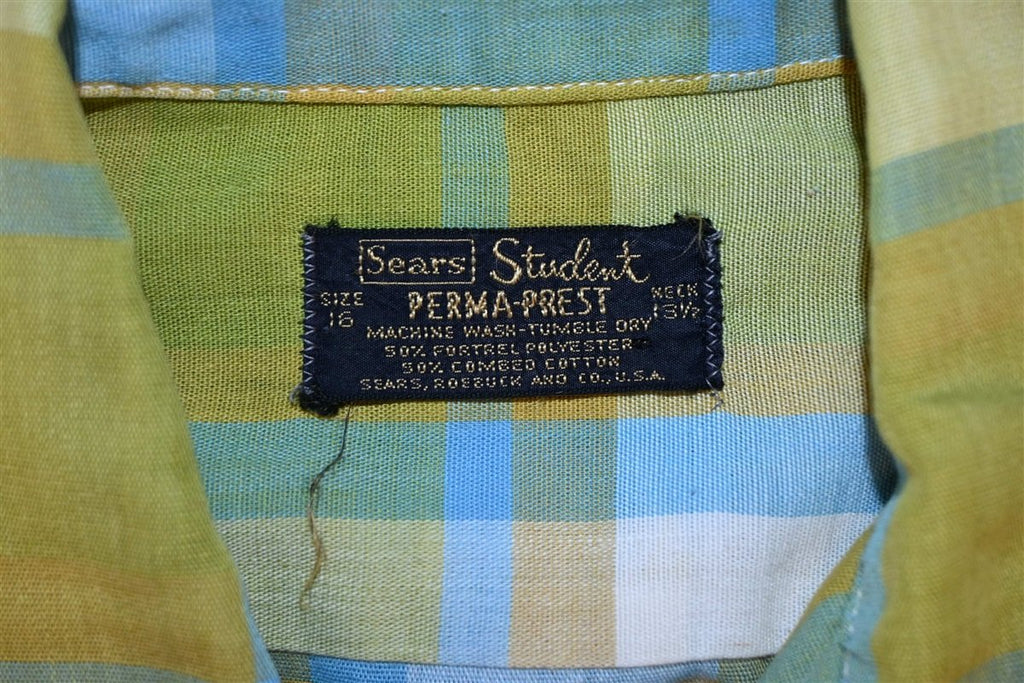 Sears Student
SIZE 16
PERMA-PREST
NECK 13½
MACHINE WASH-TUMBLE DRY
50% FORTREL POLYESTER
50% COMBED COTTON
SEARS, ROEBUCK AND CO., U.S.A.